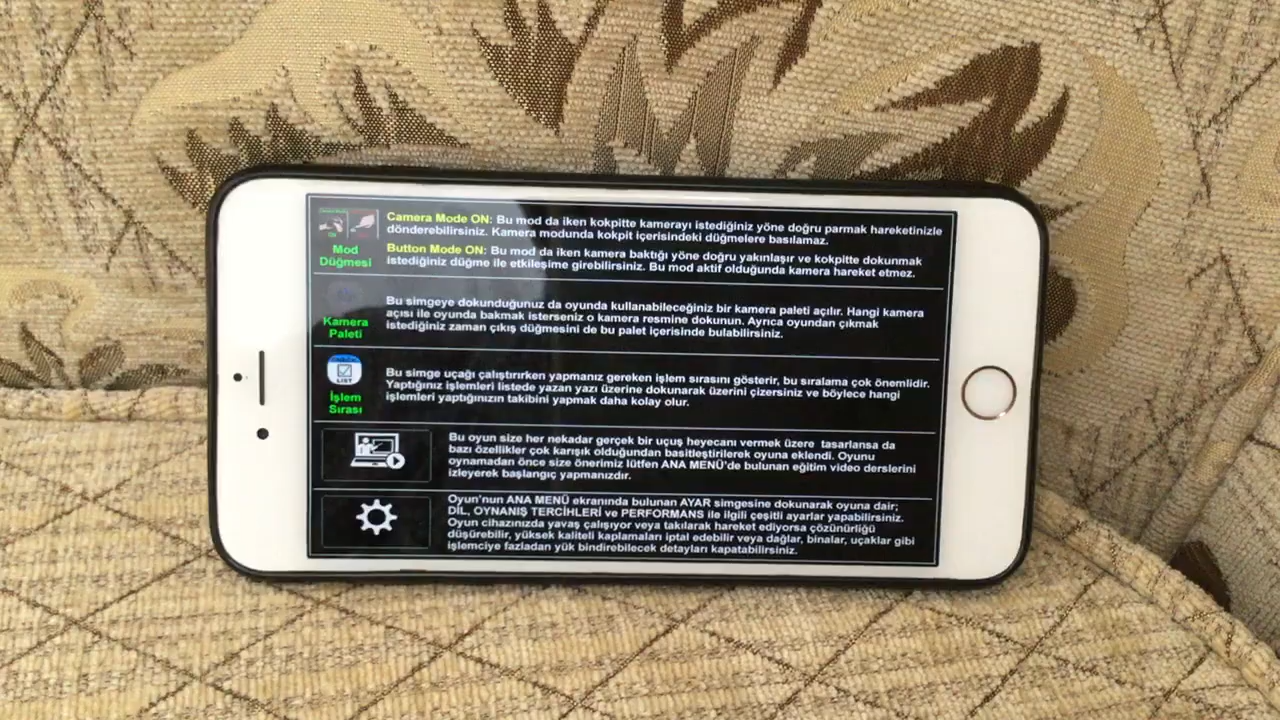 Camera Mode ON: Bu mod da iken kokpitte kamerayı istediğiniz yöne doğru parmak hareketinizle
dönderebilirsiniz. Kamera modunda kokpit içerisindeki düğmelere basılamaz.
Mod
Düğmesi
Button Mode ON: Bu mod da iken kamera baktığı yöne doğru yakınlaşır ve kokpitte dokunmak
istediğiniz düğme ile etkileşime girebilirsiniz. Bu mod aktif olduğunda kamera hareket etmez.
Kamera
Paleti
Bu simgeye dokunduğunuz da oyunda kullanabileceğiniz bir kamera paleti açılır. Hangi kamera
açısı ile oyunda bakmak isterseniz o kamera resmine dokunun. Ayrıca oyundan çıkmak
istediğiniz zaman çıkış düğmesini de bu palet içerisinde bulabilirsiniz.
LIST
İşlem
Sırası
Bu simge uçağı çalıştırırken yapmanız gereken işlem sırasını gösterir, bu sıralama çok önemlidir.
Yaptığınız işlemleri listede yazan yazı üzerine dokunarak üzerini çizersiniz ve böylece hangi
işlemleri yaptığınızın takibini yapmak daha kolay olur.
Bu oyun size her nekadar gerçek bir uçuş heyecanı vermek üzere tasarlansa da
bazı özellikler çok karışık olduğundan basitleştirilerek oyuna eklendi. Oyunu
oynamadan önce size önerimiz lütfen ANA MENÜ'de bulunan eğitim video derslerini
izleyerek başlangıç yapmanızdır.
Oyun'nun ANA MENÜ ekranında bulunan AYAR simgesine dokunarak oyuna dair;
DİL, OYNANIŞ TERCİHLERİ ve PERFORMANS ile ilgili çeşitli ayarlar yapabilirsiniz.
Oyun cihazınızda yavaş çalışıyor veya takılarak hareket ediyorsa çözünürlüğü
düşürebilir, yüksek kaliteli kaplamaları iptal edebilir veya dağlar, binalar, uçaklar gibi
işlemciye fazladan yük bindirebilecek detayları kapatabilirsiniz.